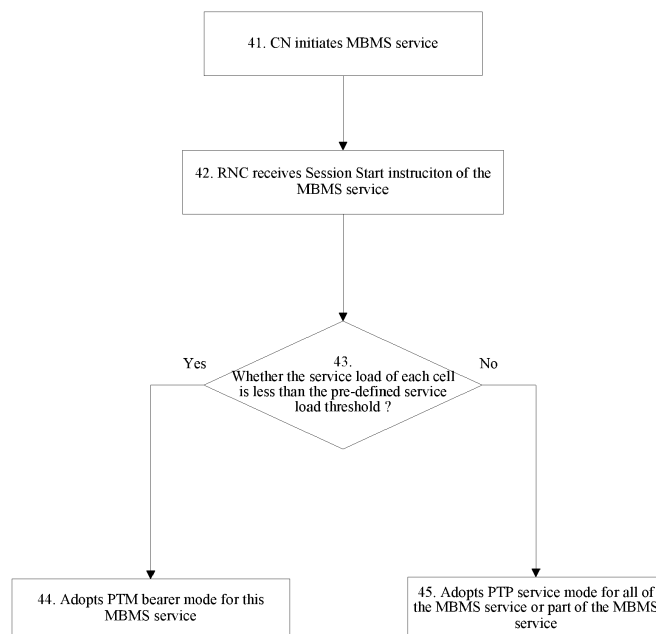 41. CN initiates MBMS service
42. RNC receives Session Start instruciton of the
MBMS service
Yes
No
43.
Whether the service load of each cell
is less than the pre-defined service
load threshold ?
44. Adopts PTM bearer mode for this
MBMS service
45. Adopts PTP service mode for all of
the MBMS service or part of the MBMS
service